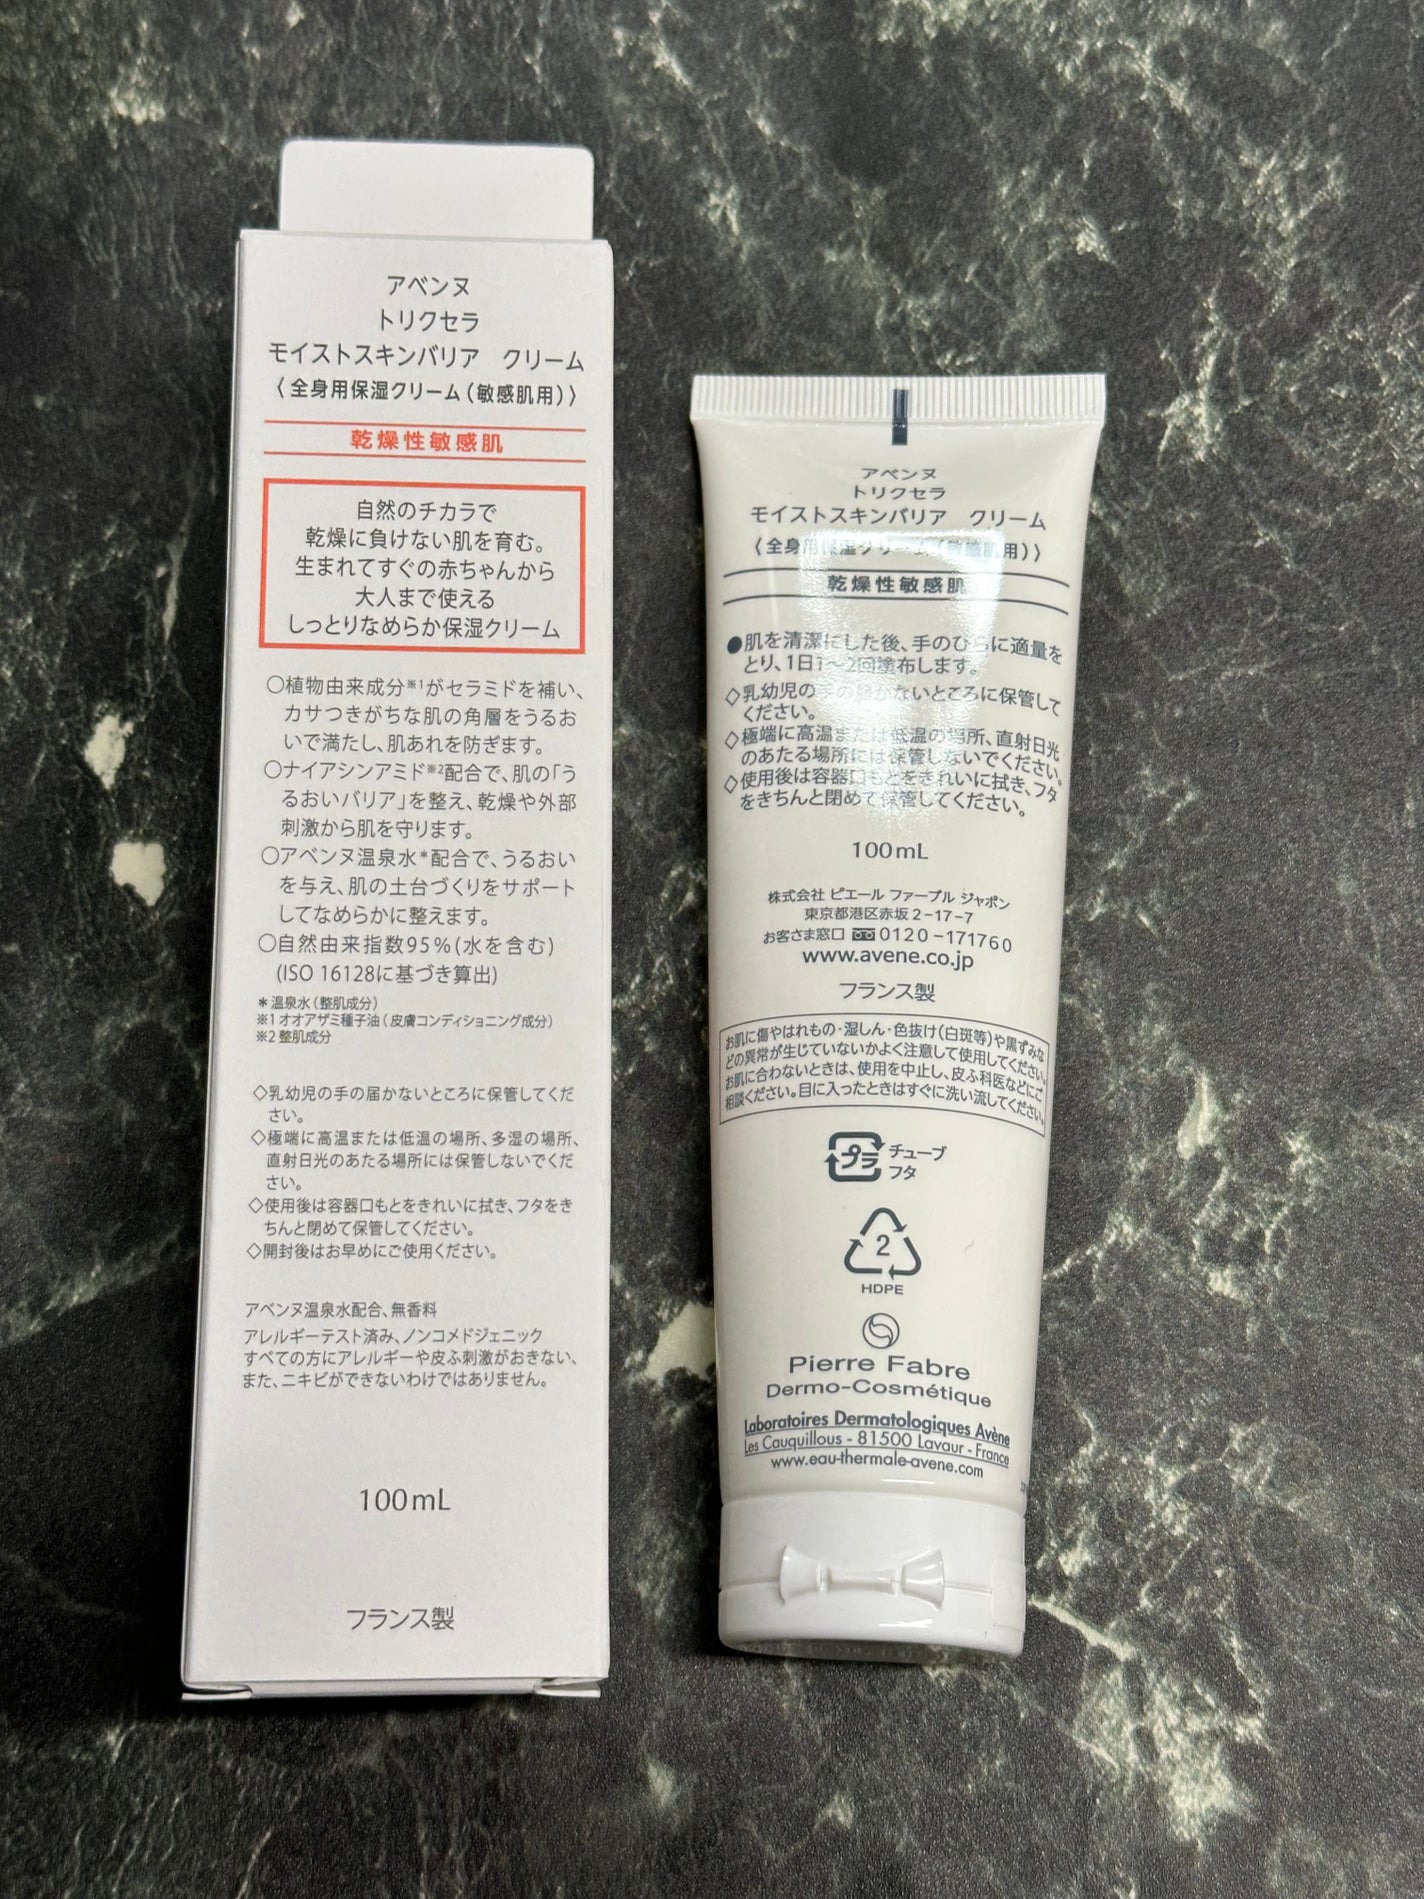 アベンヌ
トリクセラ
モイストスキンバリア　クリーム
〈全身用保湿クリーム（敏感肌用）〉
乾燥性敏感肌
自然のチカラで
乾燥に負けない肌を育む。
生まれてすぐの赤ちゃんから
大人まで使える
しっとりなめらか保湿クリーム
○植物由来成分※1がセラミドを補い、
カサつきがちな肌の角層をうるお
いで満たし、肌あれを防ぎます。
○ナイアシンアミド※2配合で、肌の「う
るおいバリア」を整え、乾燥や外部
刺激から肌を守ります。
○アベンヌ温泉水*配合で、うるおい
を与え、肌の土台づくりをサポート
してなめらかに整えます。
○自然由来指数95%(水を含む)
(ISO 16128に基づき算出)
*温泉水（整肌成分）
※1 オオアザミ種子油（皮膚コンディショニング成分）
※2 整肌成分
◇乳幼児の手の届かないところに保管してくだ
さい。
◇極端に高温または低温の場所、多湿の場所、
直射日光のあたる場所には保管しないでくだ
さい。
◇使用後は容器口もとをきれいに拭き、フタをき
ちんと閉めて保管してください。
◇開封後はお早めにご使用ください。
アベンヌ温泉水配合、無香料
アレルギーテスト済み、ノンコメドジェニック
すべての方にアレルギーや皮ふ刺激がおきない、
また、ニキビができないわけではありません。
100mL
フランス製
アベンヌ
トリクセラ
モイストスキンバリア　クリーム
〈全身用保湿クリーム（敏感肌用）〉
乾燥性敏感肌
●肌を清潔にした後、手のひらに適量を
とり、1日1～2回塗布します。
◇乳幼児の手の届かないところに保管して
ください。
◇極端に高温または低温の場所、直射日光
のあたる場所には保管しないでください。
◇使用後は容器口もとをきれいに拭き、フタ
をきちんと閉めて保管してください。
100mL
株式会社 ピエール ファーブル ジャポン
東京都港区赤坂2-17-7
お客さま窓口 0120-171760
www.avene.co.jp
フランス製
お肌に傷やはれもの・湿しん・色抜け(白斑等)や黒ずみな
どの異常が生じていないかよく注意して使用してください。
お肌に合わないときは、使用を中止し、皮ふ科医などにご
相談ください。目に入ったときはすぐに洗い流してください。
プラ チューブ
フタ
2
HDPE
Pierre Fabre
Dermo-Cosmétique
Laboratoires Dermatologiques Avène
Les Cauquillous - 81500 Lavaur - France
www.eau-thermale-avene.com